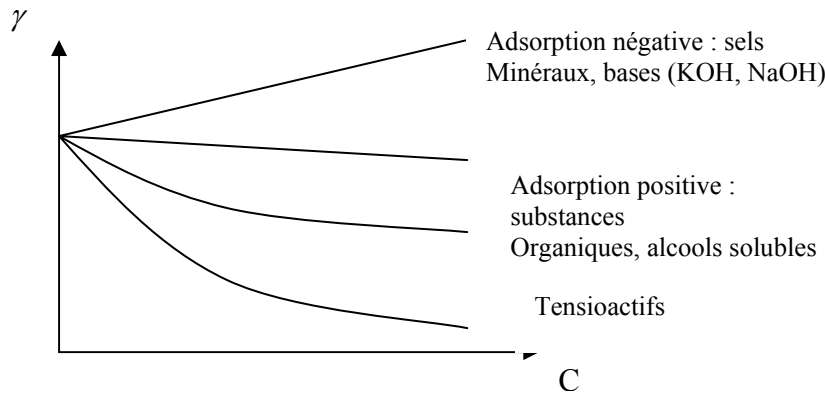 γ
Adsorption négative : sels
Minéraux, bases (KOH, NaOH)
Adsorption positive :
substances
Organiques, alcools solubles
Tensioactifs
C